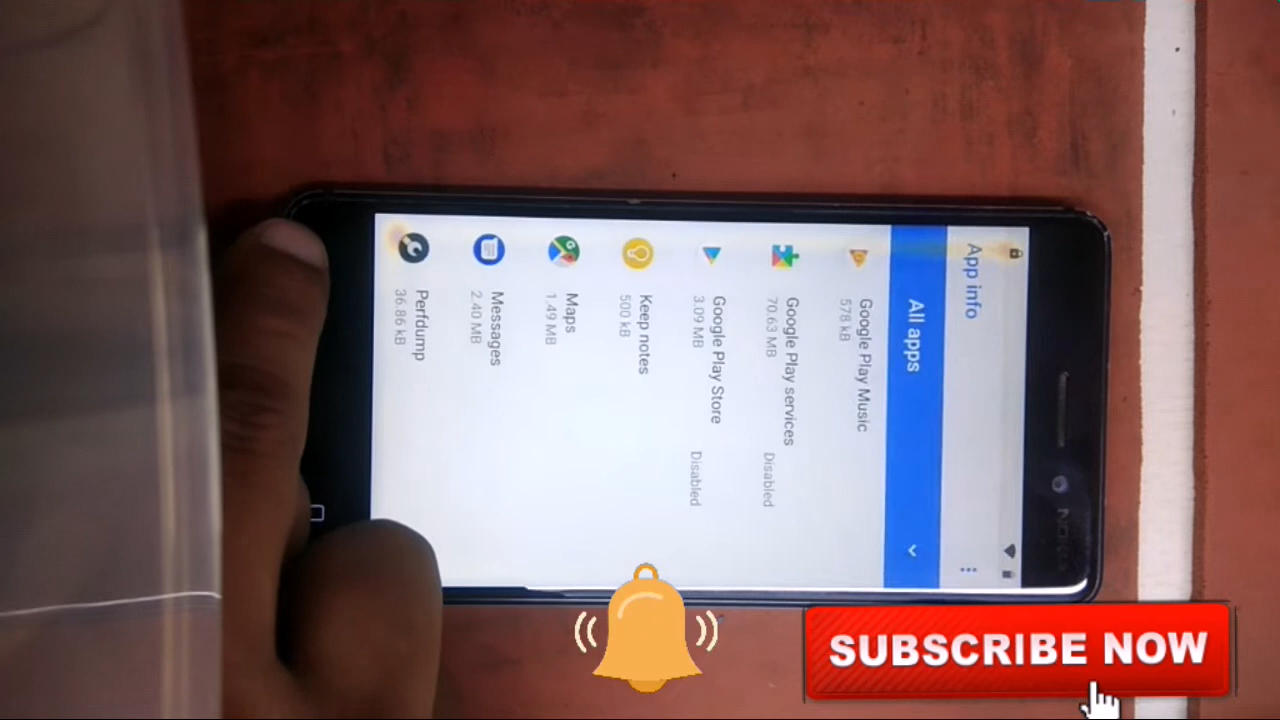 App info
All apps
Google Play Music
578 kB
Google Play services
70.63 MB
Disabled
Google Play Store
3.09 MB
Disabled
Keep notes
500 kB
Maps
1.49 MB
Messages
2.40 MB
Perfdump
36.86 kB
NOKIA
SUBSCRIBE NOW